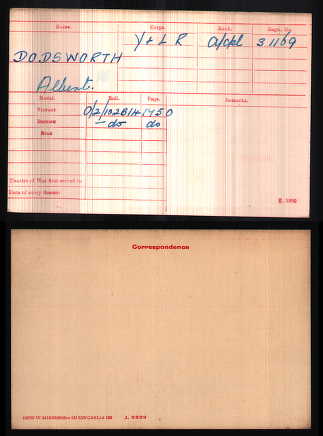 Name. Corps. Rank. Regtl. No.
DODSWORTH Y & L R A/Cpl 3.1169
Albert.
Medal. Roll. Page. Remarks.
Victory O/2/102B14 1450
British - do - do
Star
Theatre of War first served in
Date of entry therein
K. 1380
Correspondence.